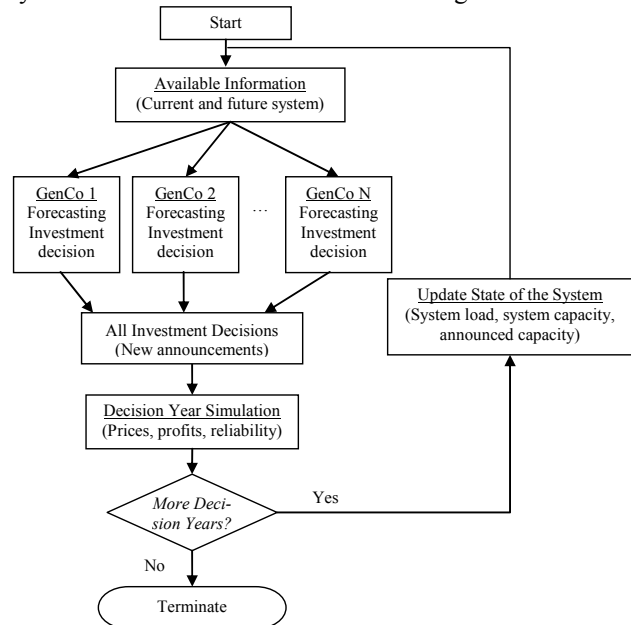 Start
Available Information
(Current and future system)
GenCo 1
Forecasting
Investment
decision
GenCo 2
Forecasting
Investment
decision
...
GenCo N
Forecasting
Investment
decision
Update State of the System
(System load, system capacity,
announced capacity)
All Investment Decisions
(New announcements)
Decision Year Simulation
(Prices, profits, reliability)
More Deci-
sion Years?
Yes
No
Terminate